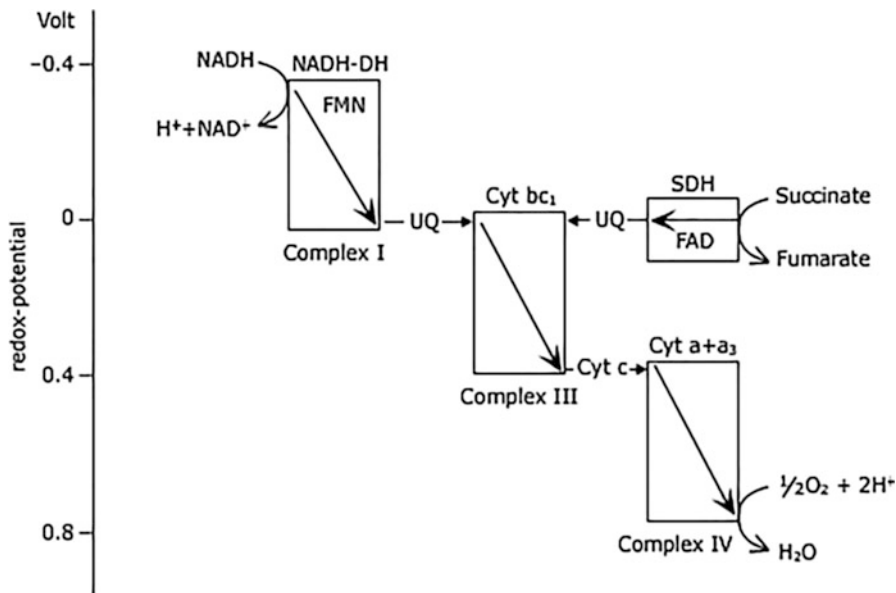 Volt
-0.4
NADH
NADH-DH
FMN
H⁺+NAD⁺
SDH
Cyt bc₁
Succinate
0
UQ
UQ
FAD
Complex I
Fumarate
redox-potential
Cyt a+a₃
0.4
Cyt c
Complex III
½O₂ + 2H⁺
0.8
Complex IV
H₂O